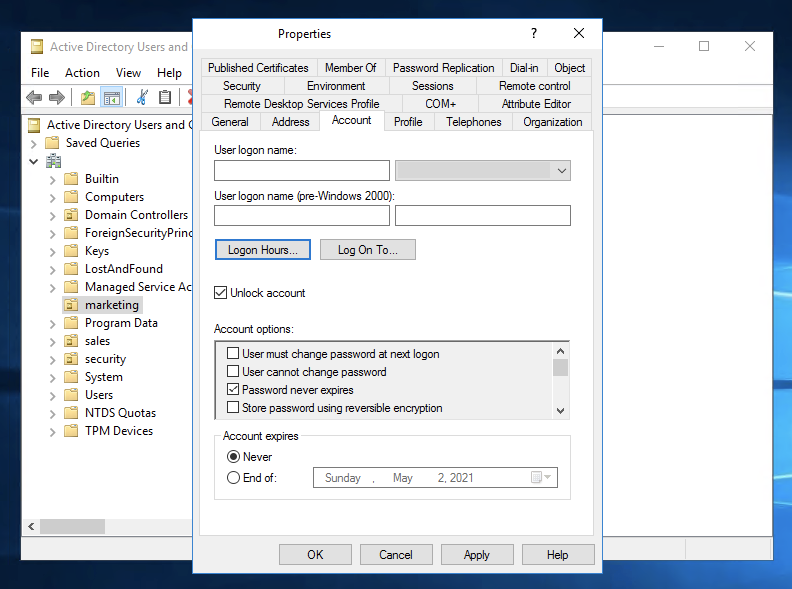 Active Directory Users and
File Action View Help
Active Directory Users and C
Saved Queries
Builtin
Computers
Domain Controllers
ForeignSecurityPrinc
Keys
LostAndFound
Managed Service Ac
marketing
Program Data
sales
security
System
Users
NTDS Quotas
TPM Devices
Properties
?
Published Certificates Member Of Password Replication Dial-in Object
Security Environment Sessions Remote control
Remote Desktop Services Profile COM+ Attribute Editor
General Address Account Profile Telephones Organization
User logon name:
User logon name (pre-Windows 2000):
Logon Hours... Log On To...
Unlock account
Account options:
User must change password at next logon
User cannot change password
Password never expires
Store password using reversible encryption
Account expires
Never
End of: Sunday , May 2, 2021
OK Cancel Apply Help